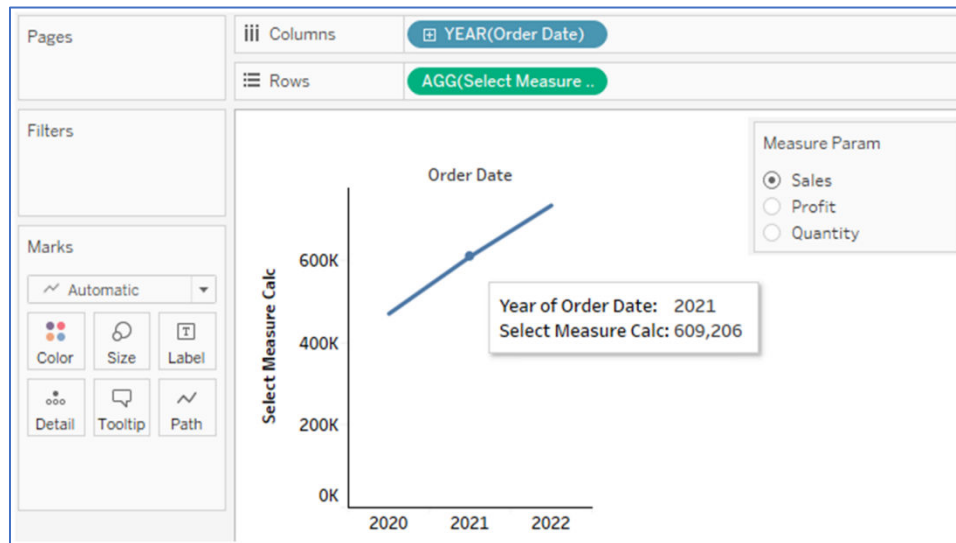 Pages
Columns
YEAR(Order Date)
Rows
AGG(Select Measure ..
Filters
Marks
Automatic
Color
Size
Label
Detail
Tooltip
Path
Order Date
Select Measure Calc
600K
400K
200K
0K
2020
2021
2022
Year of Order Date: 2021
Select Measure Calc: 609,206
Measure Param
Sales
Profit
Quantity